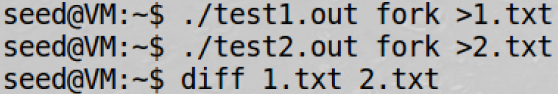 seed@VM:~$ ./test1.out fork >1.txt
seed@VM:~$ ./test2.out fork >2.txt
seed@VM:~$ diff 1.txt 2.txt